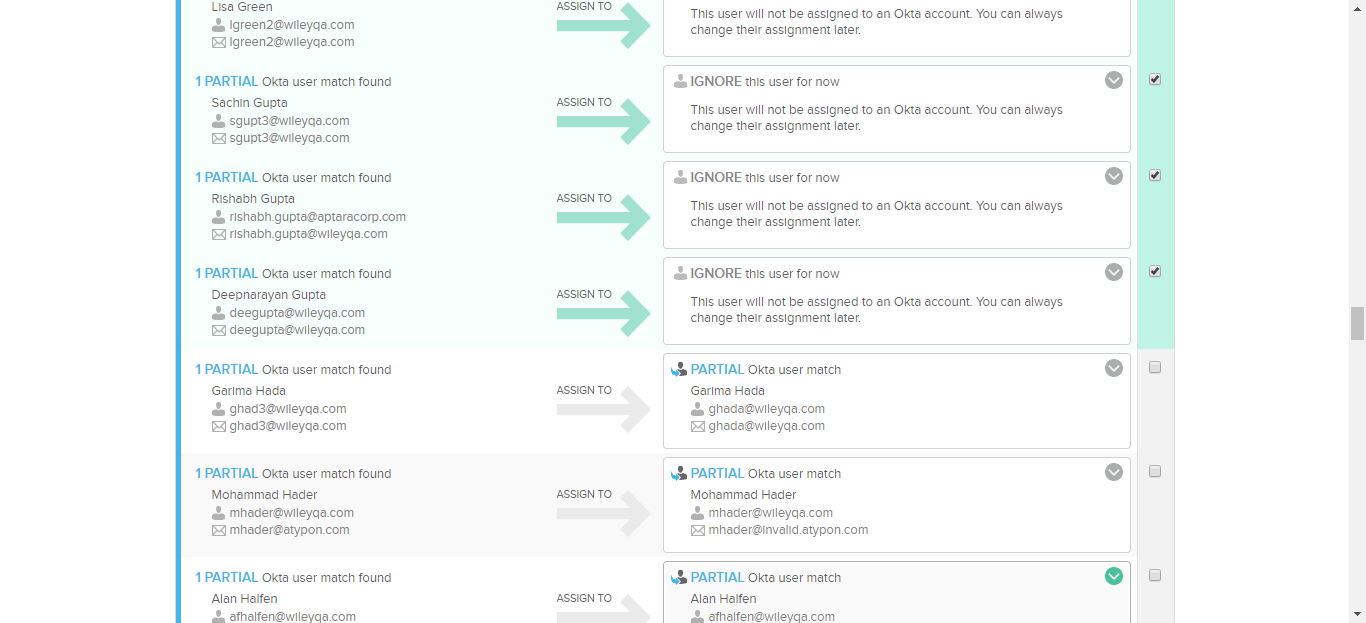 Lisa Green
lgreen2@wileyqa.com
lgreen2@wileyqa.com
ASSIGN TO
This user will not be assigned to an Okta account. You can always
change their assignment later.
1 PARTIAL Okta user match found
Sachin Gupta
sgupt3@wileyqa.com
sgupt3@wileyqa.com
ASSIGN TO
IGNORE this user for now
This user will not be assigned to an Okta account. You can always
change their assignment later.
1 PARTIAL Okta user match found
Rishabh Gupta
rishabh.gupta@aptaracorp.com
rishabh.gupta@wileyqa.com
ASSIGN TO
IGNORE this user for now
This user will not be assigned to an Okta account. You can always
change their assignment later.
1 PARTIAL Okta user match found
Deepnarayan Gupta
deegupta@wileyqa.com
deegupta@wileyqa.com
ASSIGN TO
IGNORE this user for now
This user will not be assigned to an Okta account. You can always
change their assignment later.
1 PARTIAL Okta user match found
Garima Hada
ghad3@wileyqa.com
ghad3@wileyqa.com
ASSIGN TO
PARTIAL Okta user match
Garima Hada
ghada@wileyqa.com
ghada@wileyqa.com
1 PARTIAL Okta user match found
Mohammad Hader
mhader@wileyqa.com
mhader@atypon.com
ASSIGN TO
PARTIAL Okta user match
Mohammad Hader
mhader@wileyqa.com
mhader@invalid.atypon.com
1 PARTIAL Okta user match found
Alan Halfen
afhalfen@wileyqa.com
ASSIGN TO
PARTIAL Okta user match
Alan Halfen
afhalfen@wileyqa.com